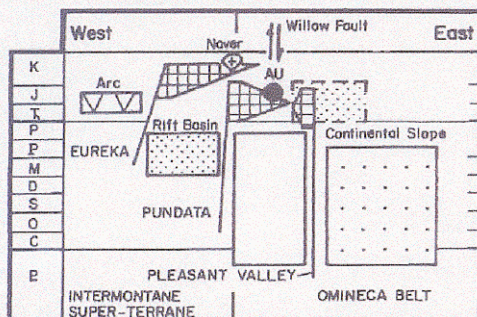 West
Willow Fault
East
Naver
K
Arc
AU
J
T
P
Rift Basin
Continental Slope
P
EUREKA
M
D
S
PUNDATA
O
C
P
PLEASANT VALLEY
INTERMONTANE
SUPER-TERRANE
OMINECA BELT